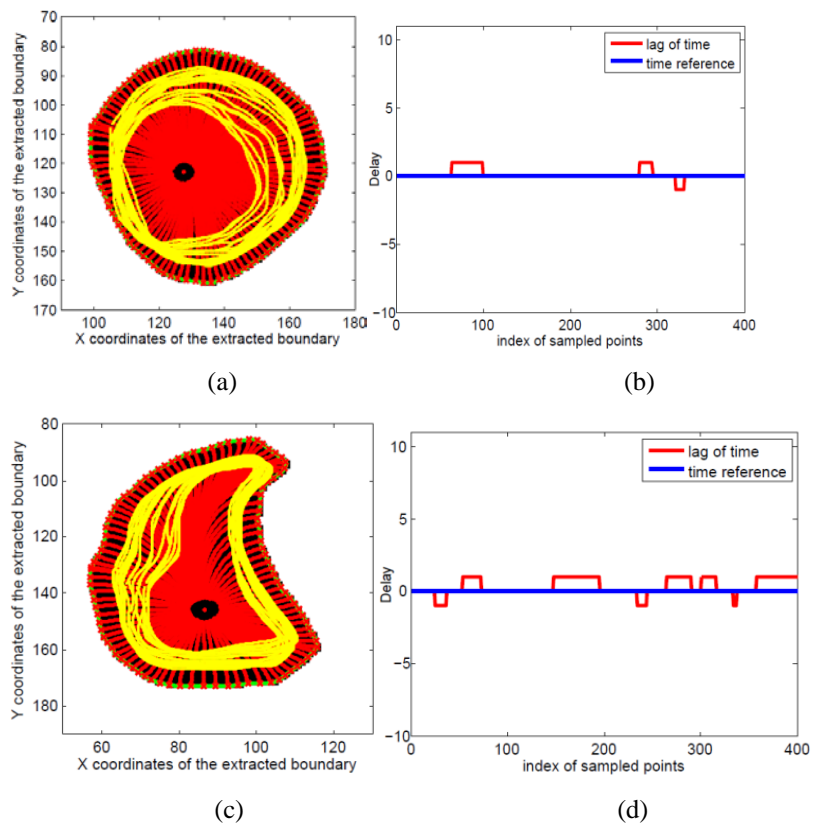 70
80
90
100
110
120
130
140
150
160
170
Y coordinates of the extracted boundary
100 120 140 160 180
X coordinates of the extracted boundary
(a)
10
5
0
−5
−10
Delay
lag of time
time reference
0 100 200 300 400
index of sampled points
(b)
80
100
120
140
160
180
Y coordinates of the extracted boundary
60 80 100 120
X coordinates of the extracted boundary
(c)
10
5
0
−5
−10
Delay
lag of time
time reference
0 100 200 300 400
index of sampled points
(d)